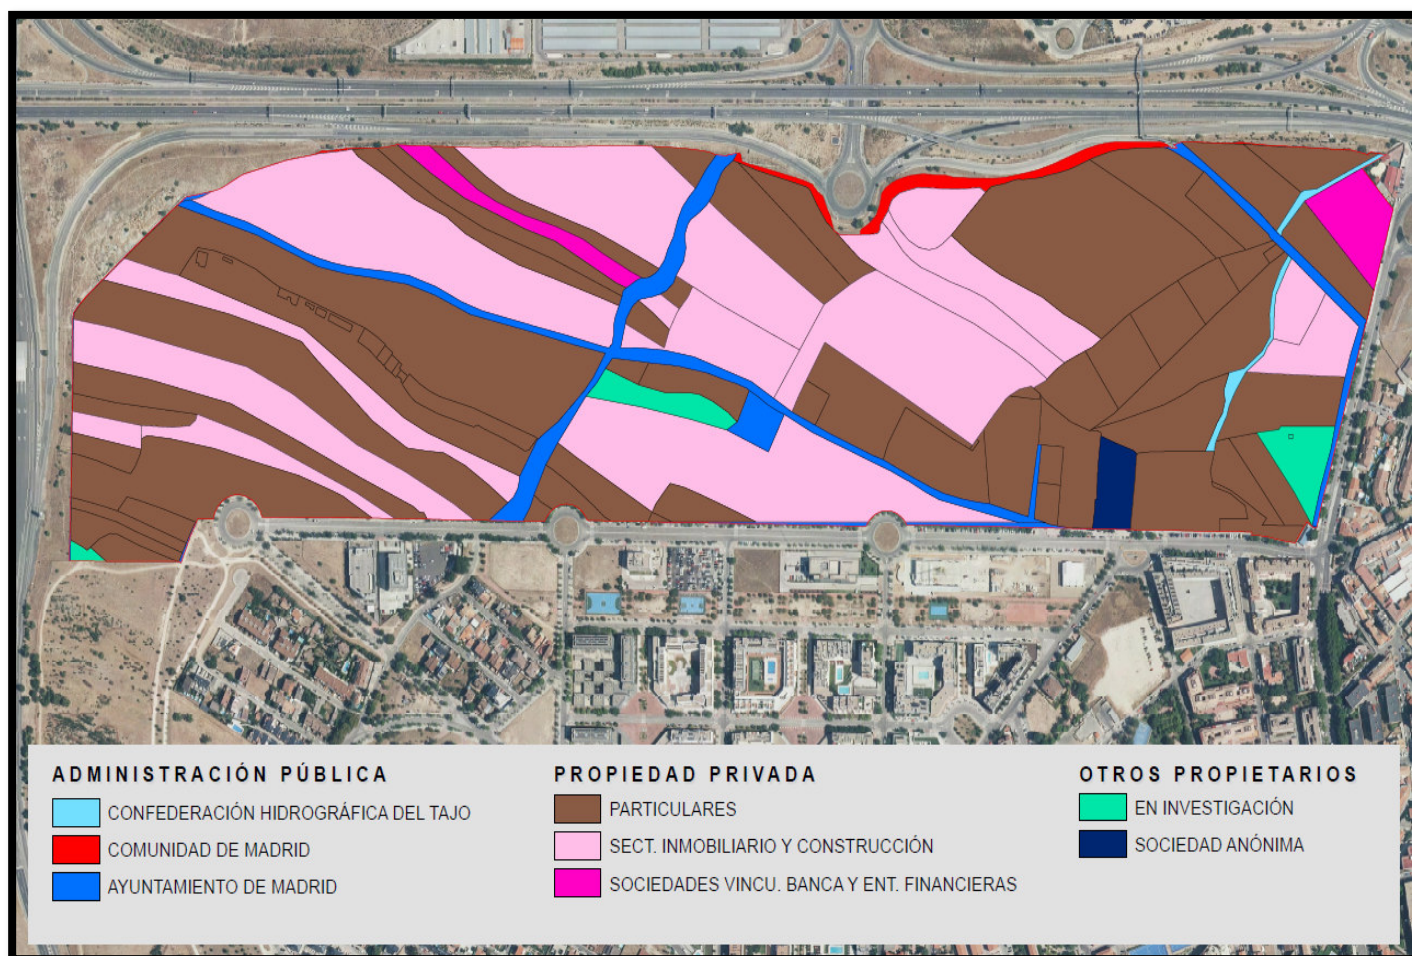 ADMINISTRACIÓN PÚBLICA
CONFEDERACIÓN HIDROGRÁFICA DEL TAJO
COMUNIDAD DE MADRID
AYUNTAMIENTO DE MADRID
PROPIEDAD PRIVADA
PARTICULARES
SECT. INMOBILIARIO Y CONSTRUCCIÓN
SOCIEDADES VINCU. BANCA Y ENT. FINANCIERAS
OTROS PROPIETARIOS
EN INVESTIGACIÓN
SOCIEDAD ANÓNIMA